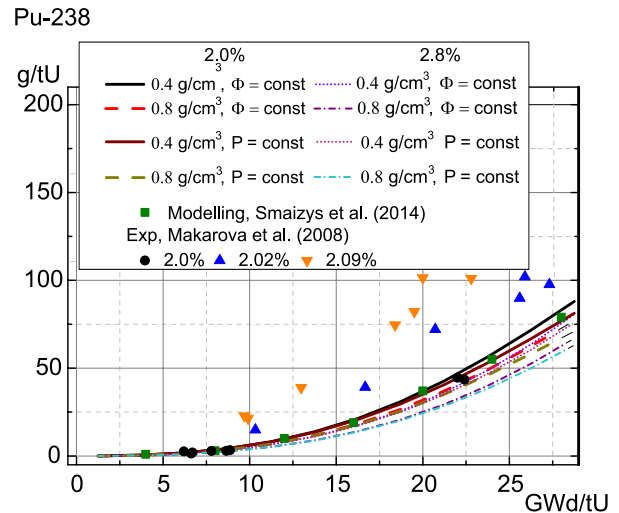 Pu-238
g/tU
2.0% 2.8%
0.4 g/cm³, Φ = const 0.4 g/cm³, Φ = const
0.8 g/cm³, Φ = const 0.8 g/cm³, Φ = const
0.4 g/cm³ P = const 0.4 g/cm³ P = const
0.8 g/cm³, P = const 0.8 g/cm³, P = const
Modelling, Smaizys et al. (2014)
Exp, Makarova et al. (2008)
2.0% 2.02% 2.09%
200
150
100
50
0
0 5 10 15 20 25
GWd/tU